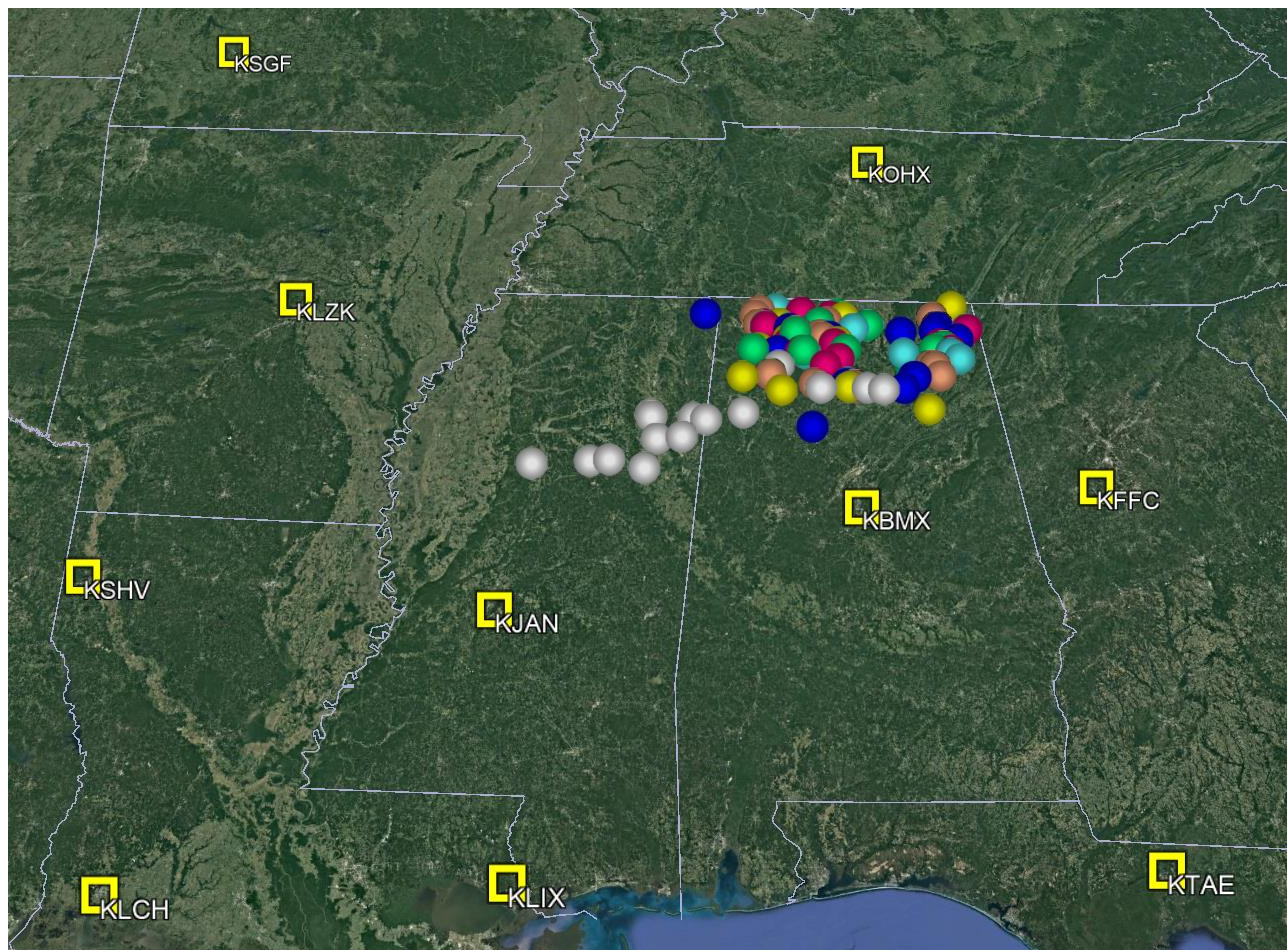 KSGF
KOHX
KLZK
KFFC
KBMX
KSHV
KJAN
KTAE
KLIX
KLCH